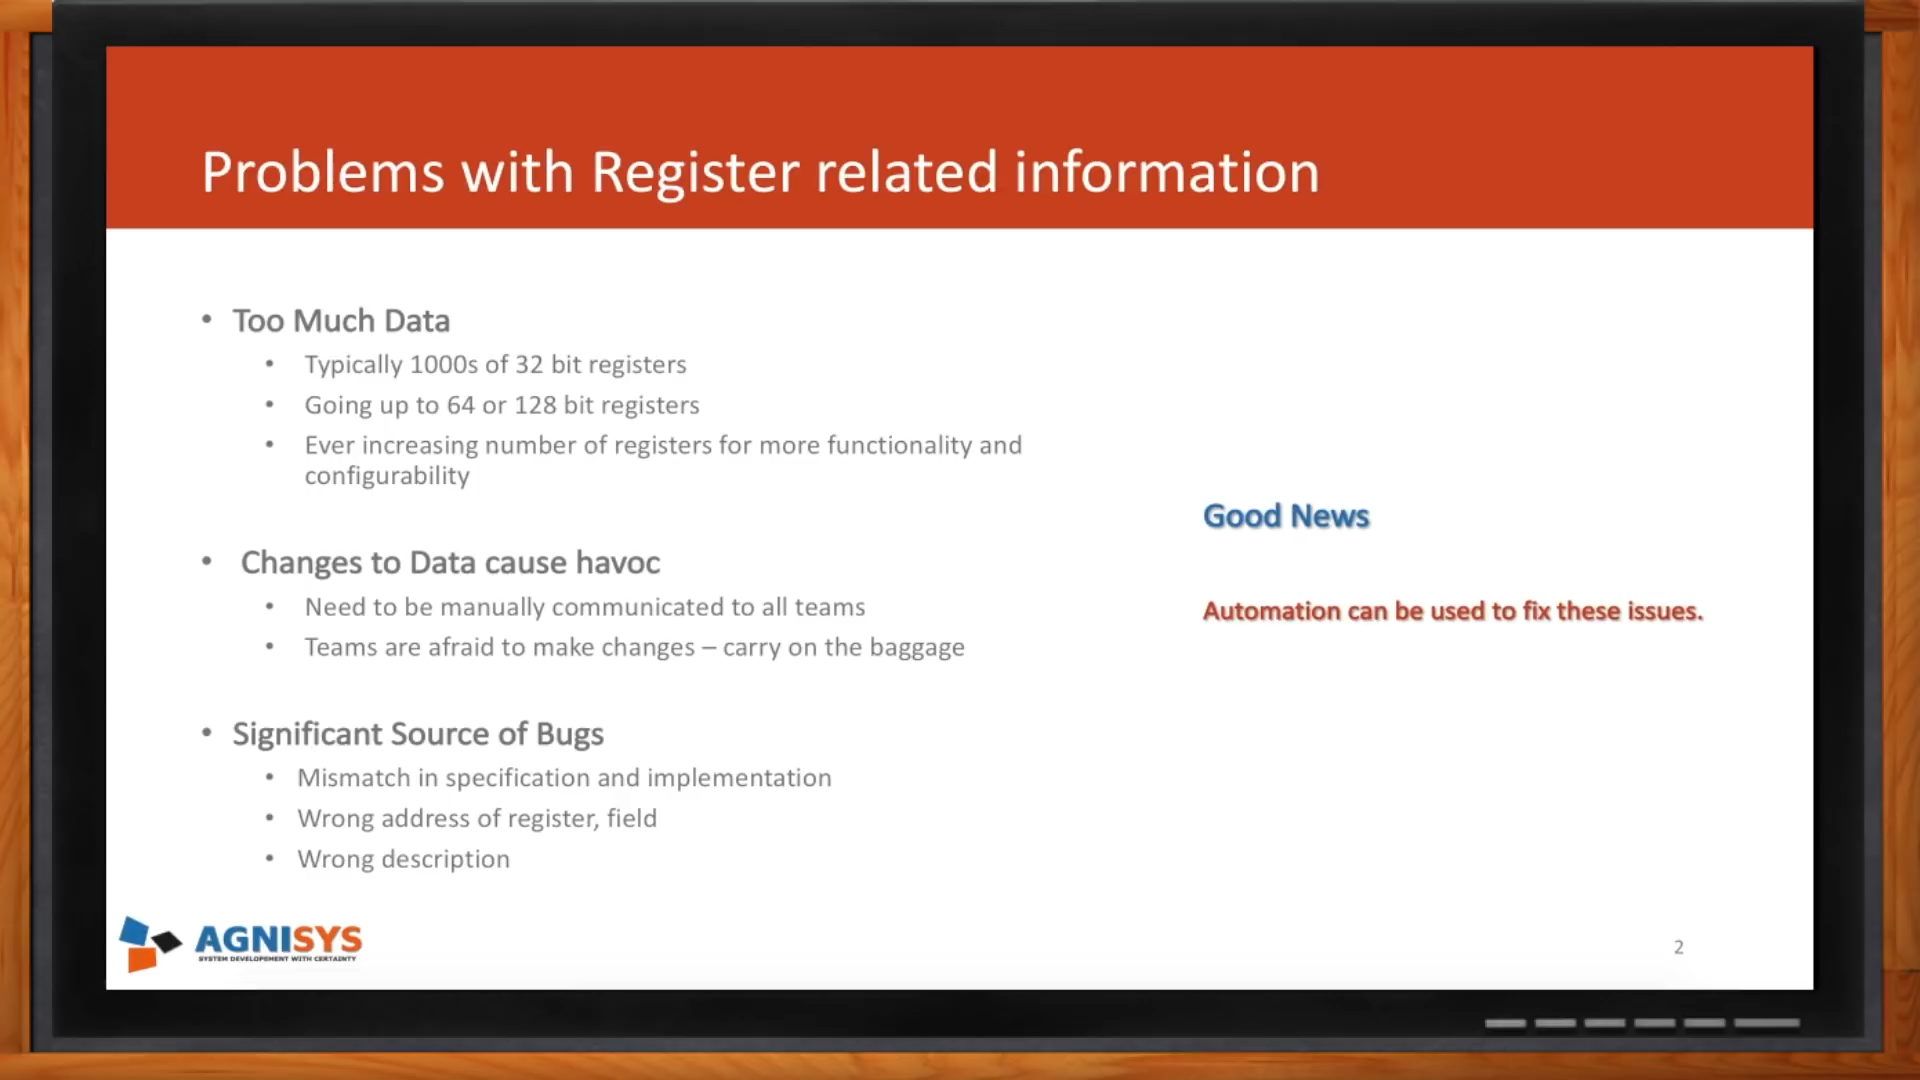 Problems with Register related information
• Too Much Data
• Typically 1000s of 32 bit registers
• Going up to 64 or 128 bit registers
• Ever increasing number of registers for more functionality and
configurability
• Changes to Data cause havoc
• Need to be manually communicated to all teams
• Teams are afraid to make changes – carry on the baggage
• Significant Source of Bugs
• Mismatch in specification and implementation
• Wrong address of register, field
• Wrong description
Good News
Automation can be used to fix these issues.
AGNISYS
SYSTEM DEVELOPEMENT WITH CERTAINTY
2